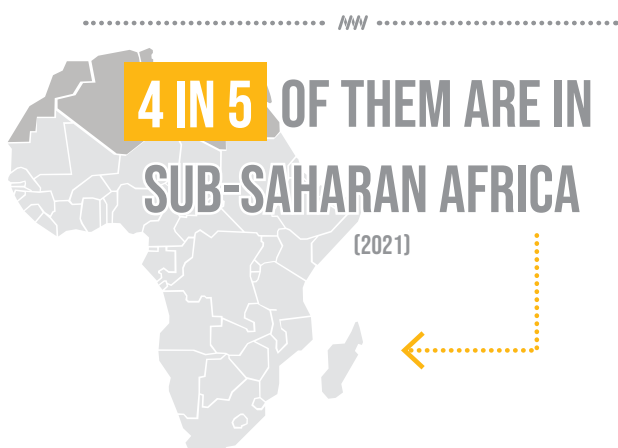 4 IN 5 OF THEM ARE IN
SUB-SAHARAN AFRICA
(2021)